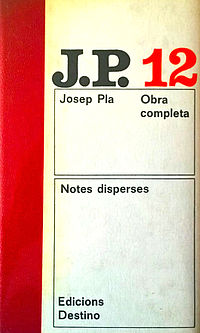 J.P. 12
Josep Pla Obra
completa
Notes disperses
Edicions
Destino